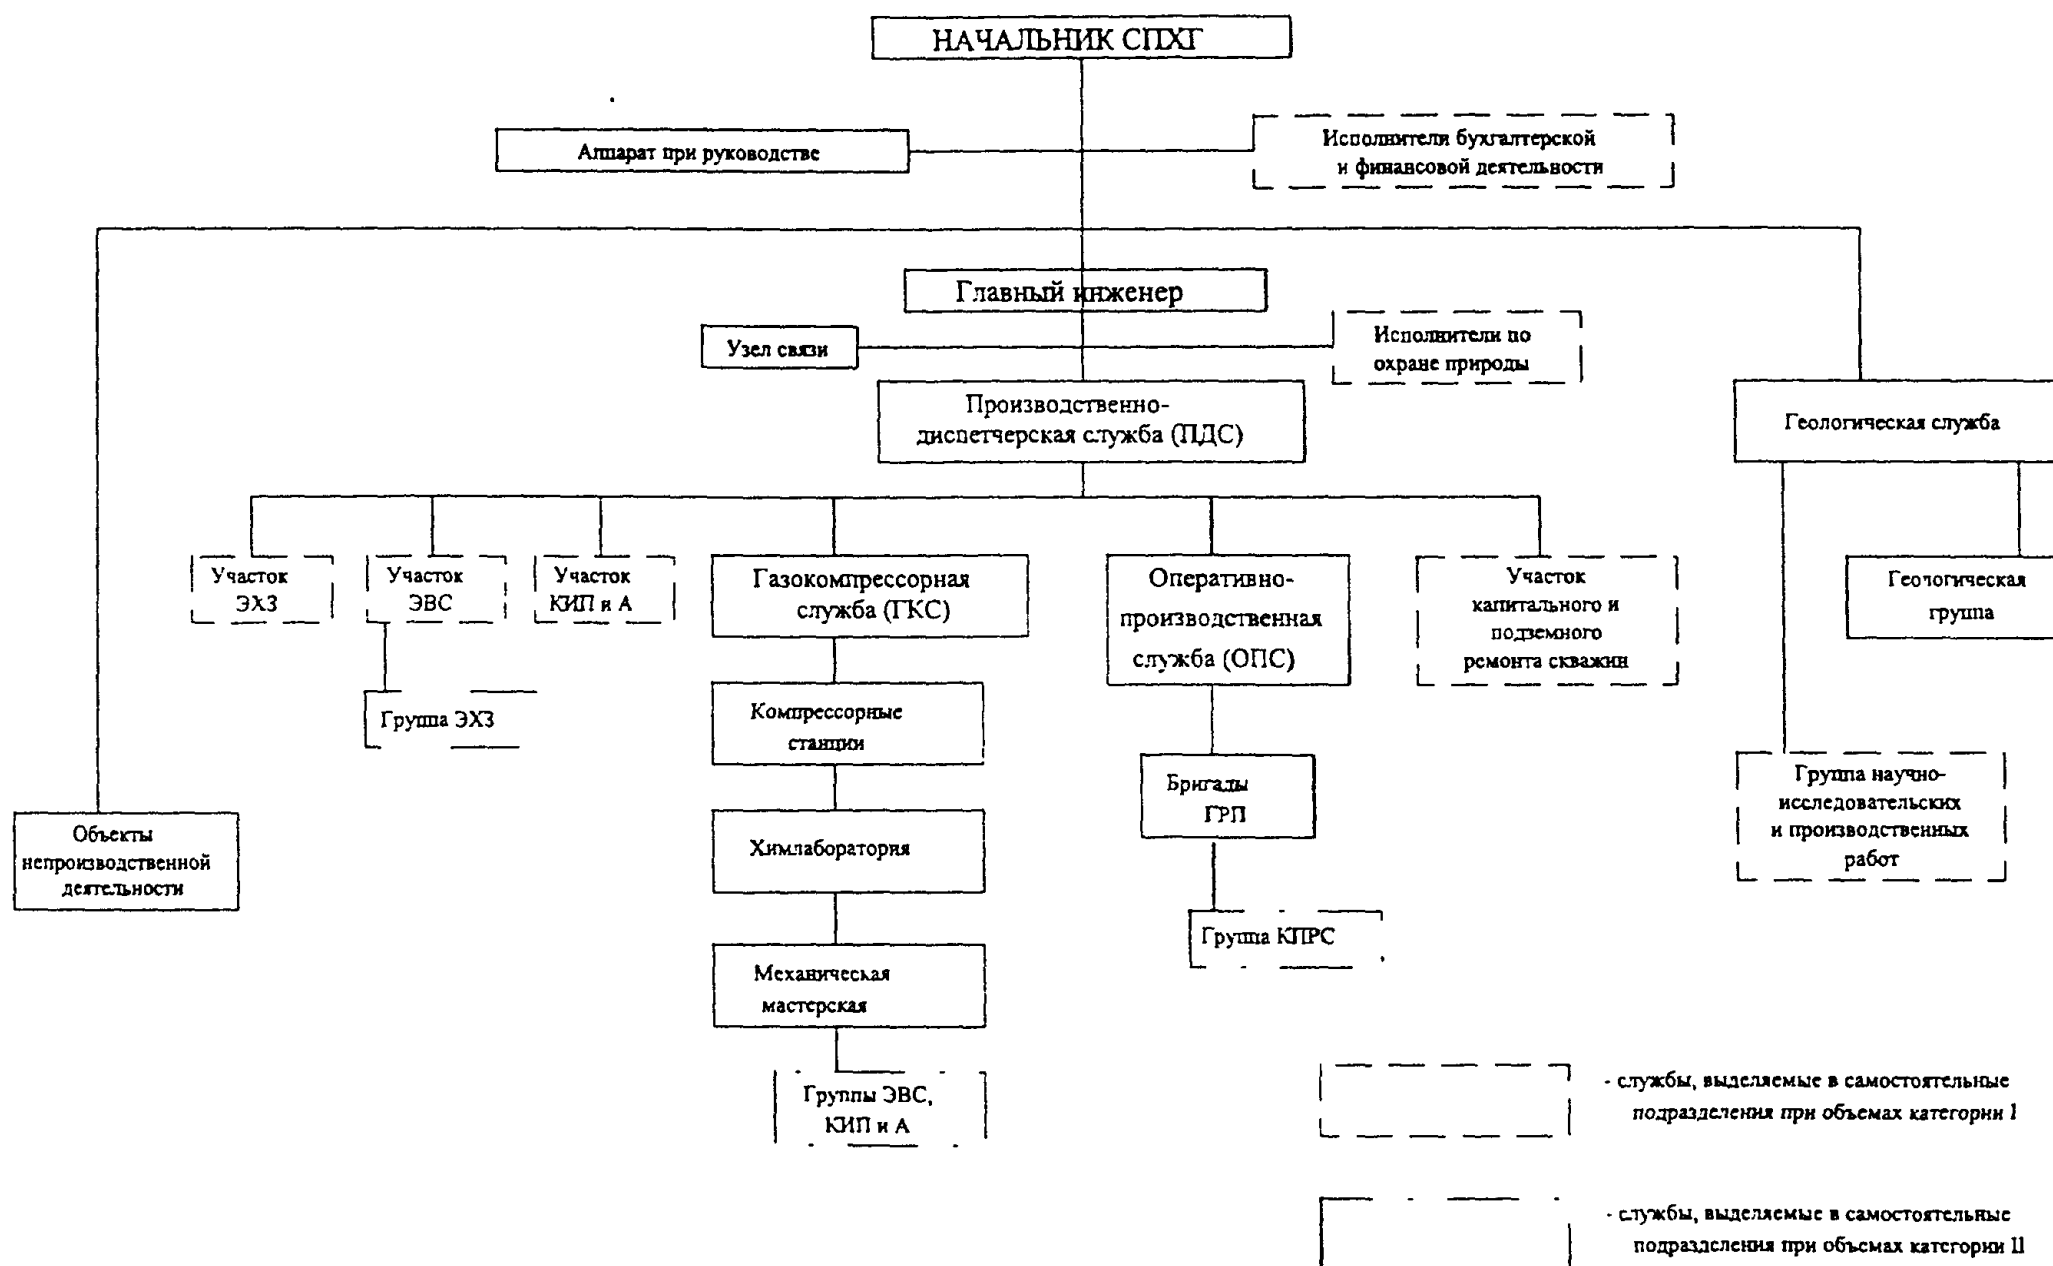 НАЧАЛЬНИК СПХГ
Аппарат при руководстве
Исполнители бухгалтерской
и финансовой деятельности
Главный инженер
Узел связи
Исполнители по
охране природы
Производственно-
диспетчерская служба (ПДС)
Геологическая служба
Участок
ЭХЗ
Участок
ЭВС
Участок
КИП и А
Газокомпрессорная
служба (ГКС)
Оперативно-
производственная
служба (ОПС)
Участок
капитального и
подземного
ремонта скважин
Геологическая
группа
Группа ЭХЗ
Компрессорные
станции
Бригады
ГРП
Группа научно-
исследовательских
и производственных
работ
Объекты
непроизводственной
деятельности
Химлаборатория
Группа КПРС
Механическая
мастерская
Группы ЭВС,
КИП и А
- службы, выделяемые в самостоятельные
подразделения при объемах категории I
- службы, выделяемые в самостоятельные
подразделения при объемах категории II